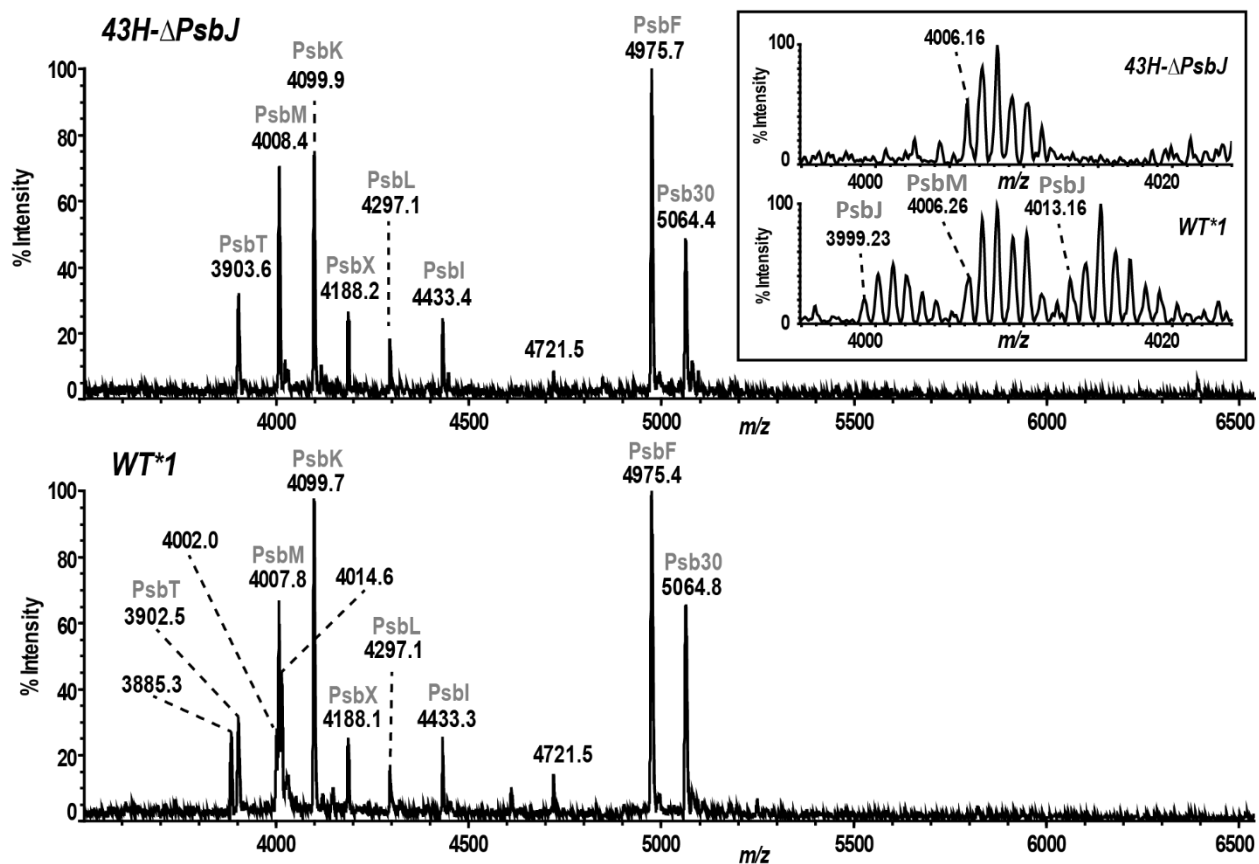 43H-ΔPsbJ
PsbF
4975.7
PsbK
4099.9
PsbM
4008.4
PsbL
4297.1
Psb30
5064.4
PsbT
3903.6
PsbX
4188.2
PsbI
4433.4
4721.5
% Intensity
100
80
60
40
20
0
4000 4500 5000 5500 6000 6500
m/z
4006.16
43H-ΔPsbJ
% Intensity
100
0
4000 m/z 4020
PsbJ
3999.23
PsbM
4006.26
PsbJ
4013.16
WT*1
% Intensity
100
0
4000 m/z 4020
WT*1
PsbK
4099.7
PsbF
4975.4
4002.0
PsbM
4007.8
4014.6
Psb30
5064.8
PsbT
3902.5
PsbL
4297.1
3885.3
PsbX
4188.1
PsbI
4433.3
4721.5
% Intensity
100
80
60
40
20
0
4000 4500 5000 5500 6000 6500
m/z